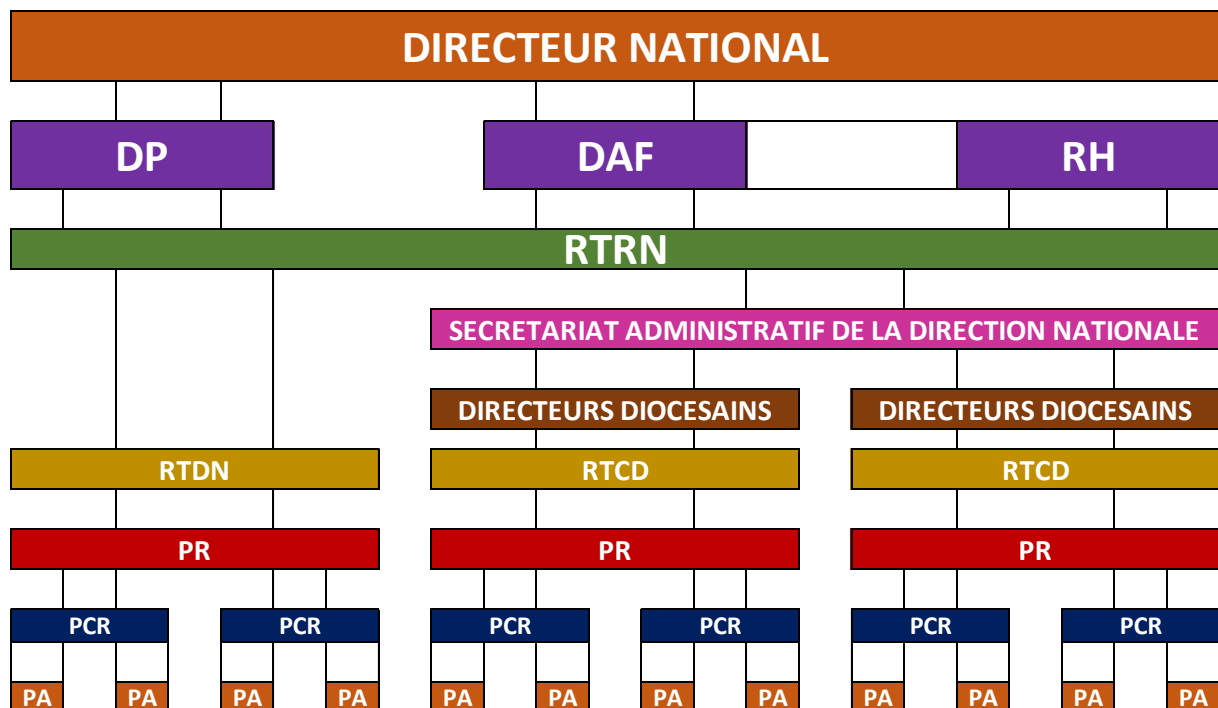 DIRECTEUR NATIONAL
DP DAF RH
RTRN
SECRETARIAT ADMINISTRATIF DE LA DIRECTION NATIONALE
DIRECTEURS DIOCESAINS DIRECTEURS DIOCESAINS
RTDN RTCD RTCD
PR PR PR
PCR PCR PCR PCR PCR PCR
PA PA PA PA PA PA PA PA PA PA PA PA